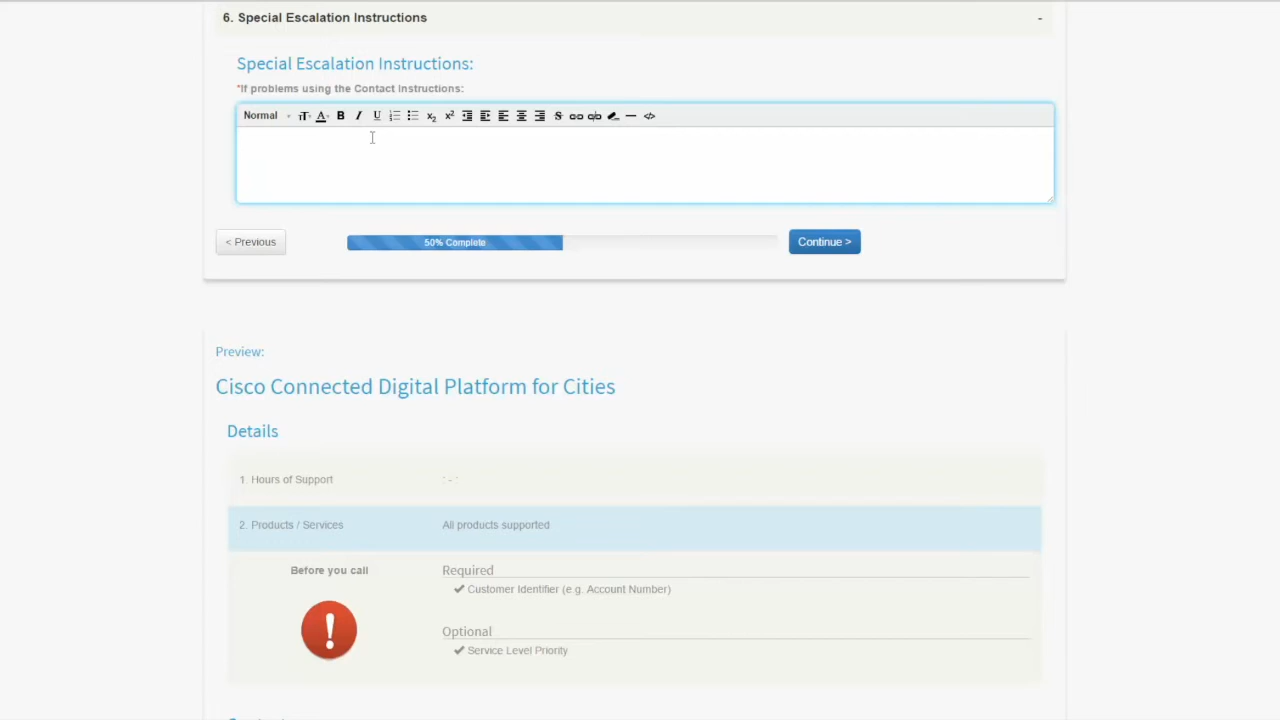 6. Special Escalation Instructions -
Special Escalation Instructions:
*If problems using the Contact Instructions:
Normal
< Previous
50% Complete
Continue >
Preview:
Cisco Connected Digital Platform for Cities
Details
1. Hours of Support : - :
2. Products / Services All products supported
Before you call
Required
Customer Identifier (e.g. Account Number)
Optional
Service Level Priority